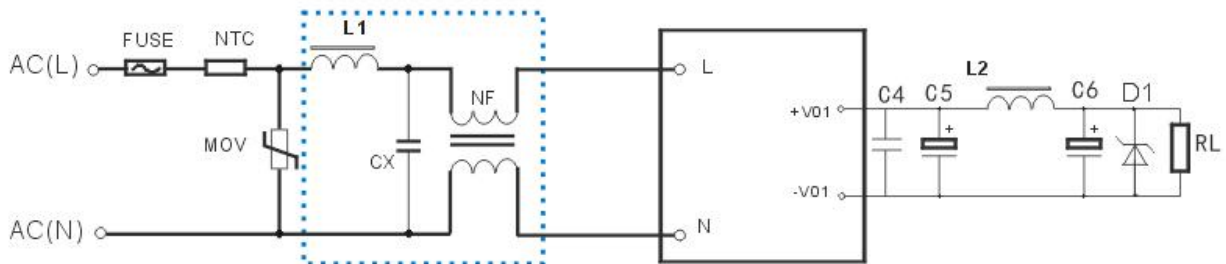 FUSE
NTC
L1
AC(L)
L
NF
MOV
CX
AC(N)
N
+V01
-V01
C4
C5
+
L2
C6
+
D1
RL